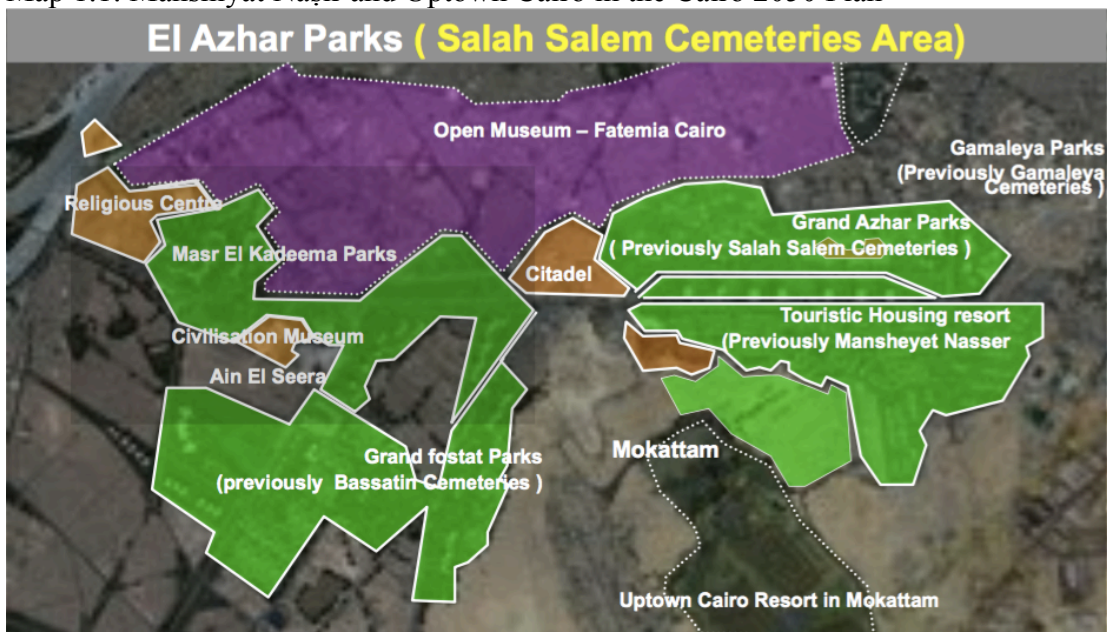 Map 1.1: Manshiyat Naṣir and Uptown Cairo in the Cairo 2050 Plan
El Azhar Parks ( Salah Salem Cemeteries Area)
Open Museum – Fatemia Cairo
Gamaleya Parks
(Previously Gamaleya
Cemeteries )
Religious Centre
Grand Azhar Parks
( Previously Salah Salem Cemeteries )
Masr El Kadeema Parks
Citadel
Touristic Housing resort
(Previously Mansheyet Nasser
Civilisation Museum
Ain El Seera
Mokattam
Grand fostat Parks
(previously Bassatin Cemeteries )
Uptown Cairo Resort in Mokattam